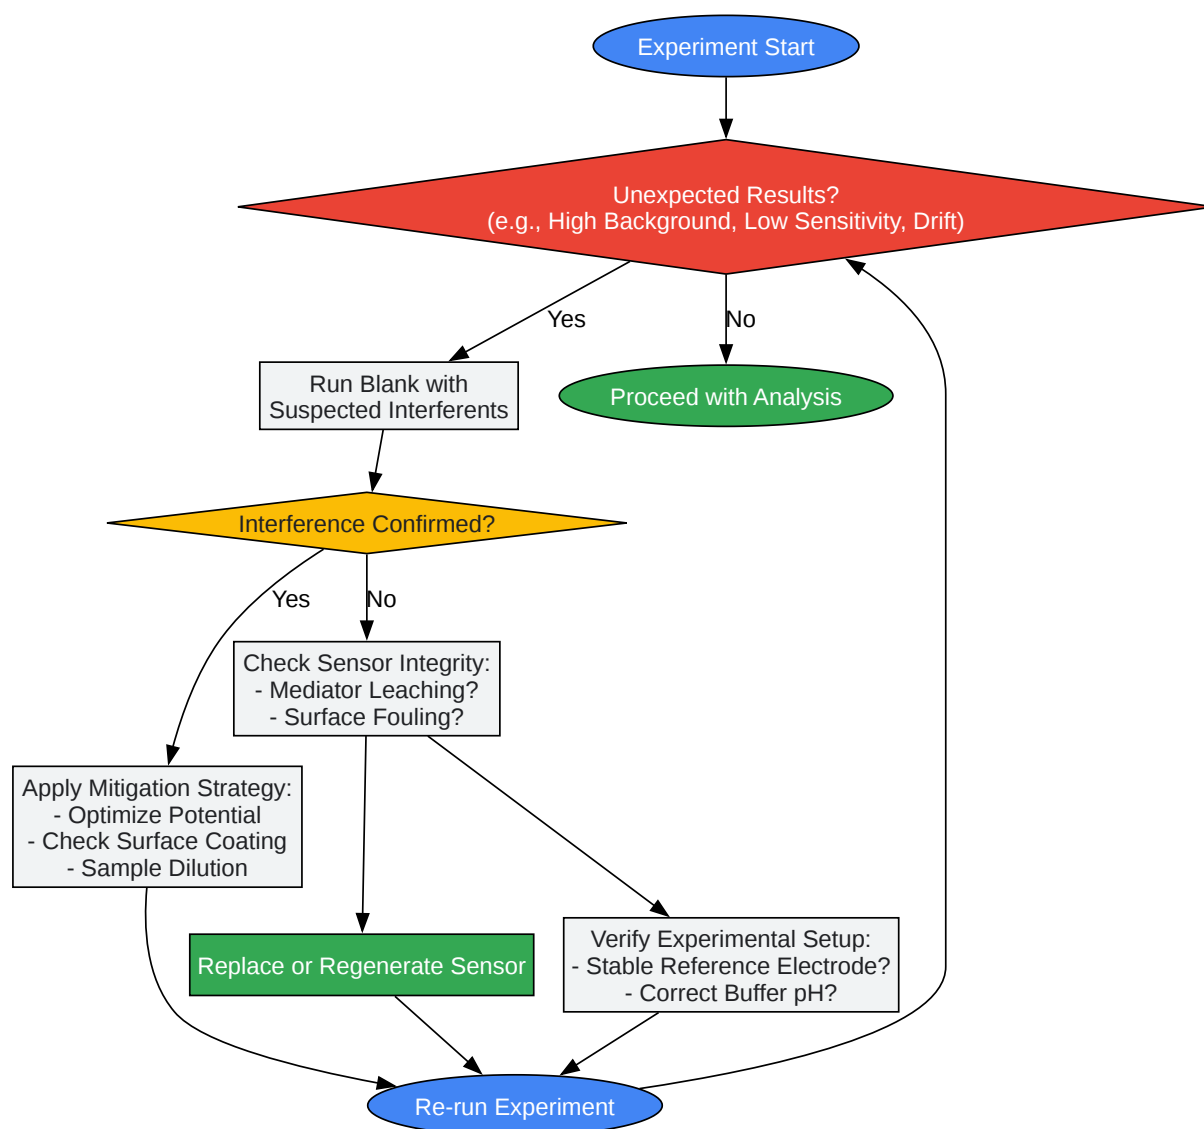 Experiment Start
Unexpected Results?
(e.g., High Background, Low Sensitivity, Drift)
Yes
No
Run Blank with
Suspected Interferents
Proceed with Analysis
Interference Confirmed?
Yes
No
Check Sensor Integrity:
- Mediator Leaching?
- Surface Fouling?
Apply Mitigation Strategy:
- Optimize Potential
- Check Surface Coating
- Sample Dilution
Replace or Regenerate Sensor
Verify Experimental Setup:
- Stable Reference Electrode?
- Correct Buffer pH?
Re-run Experiment